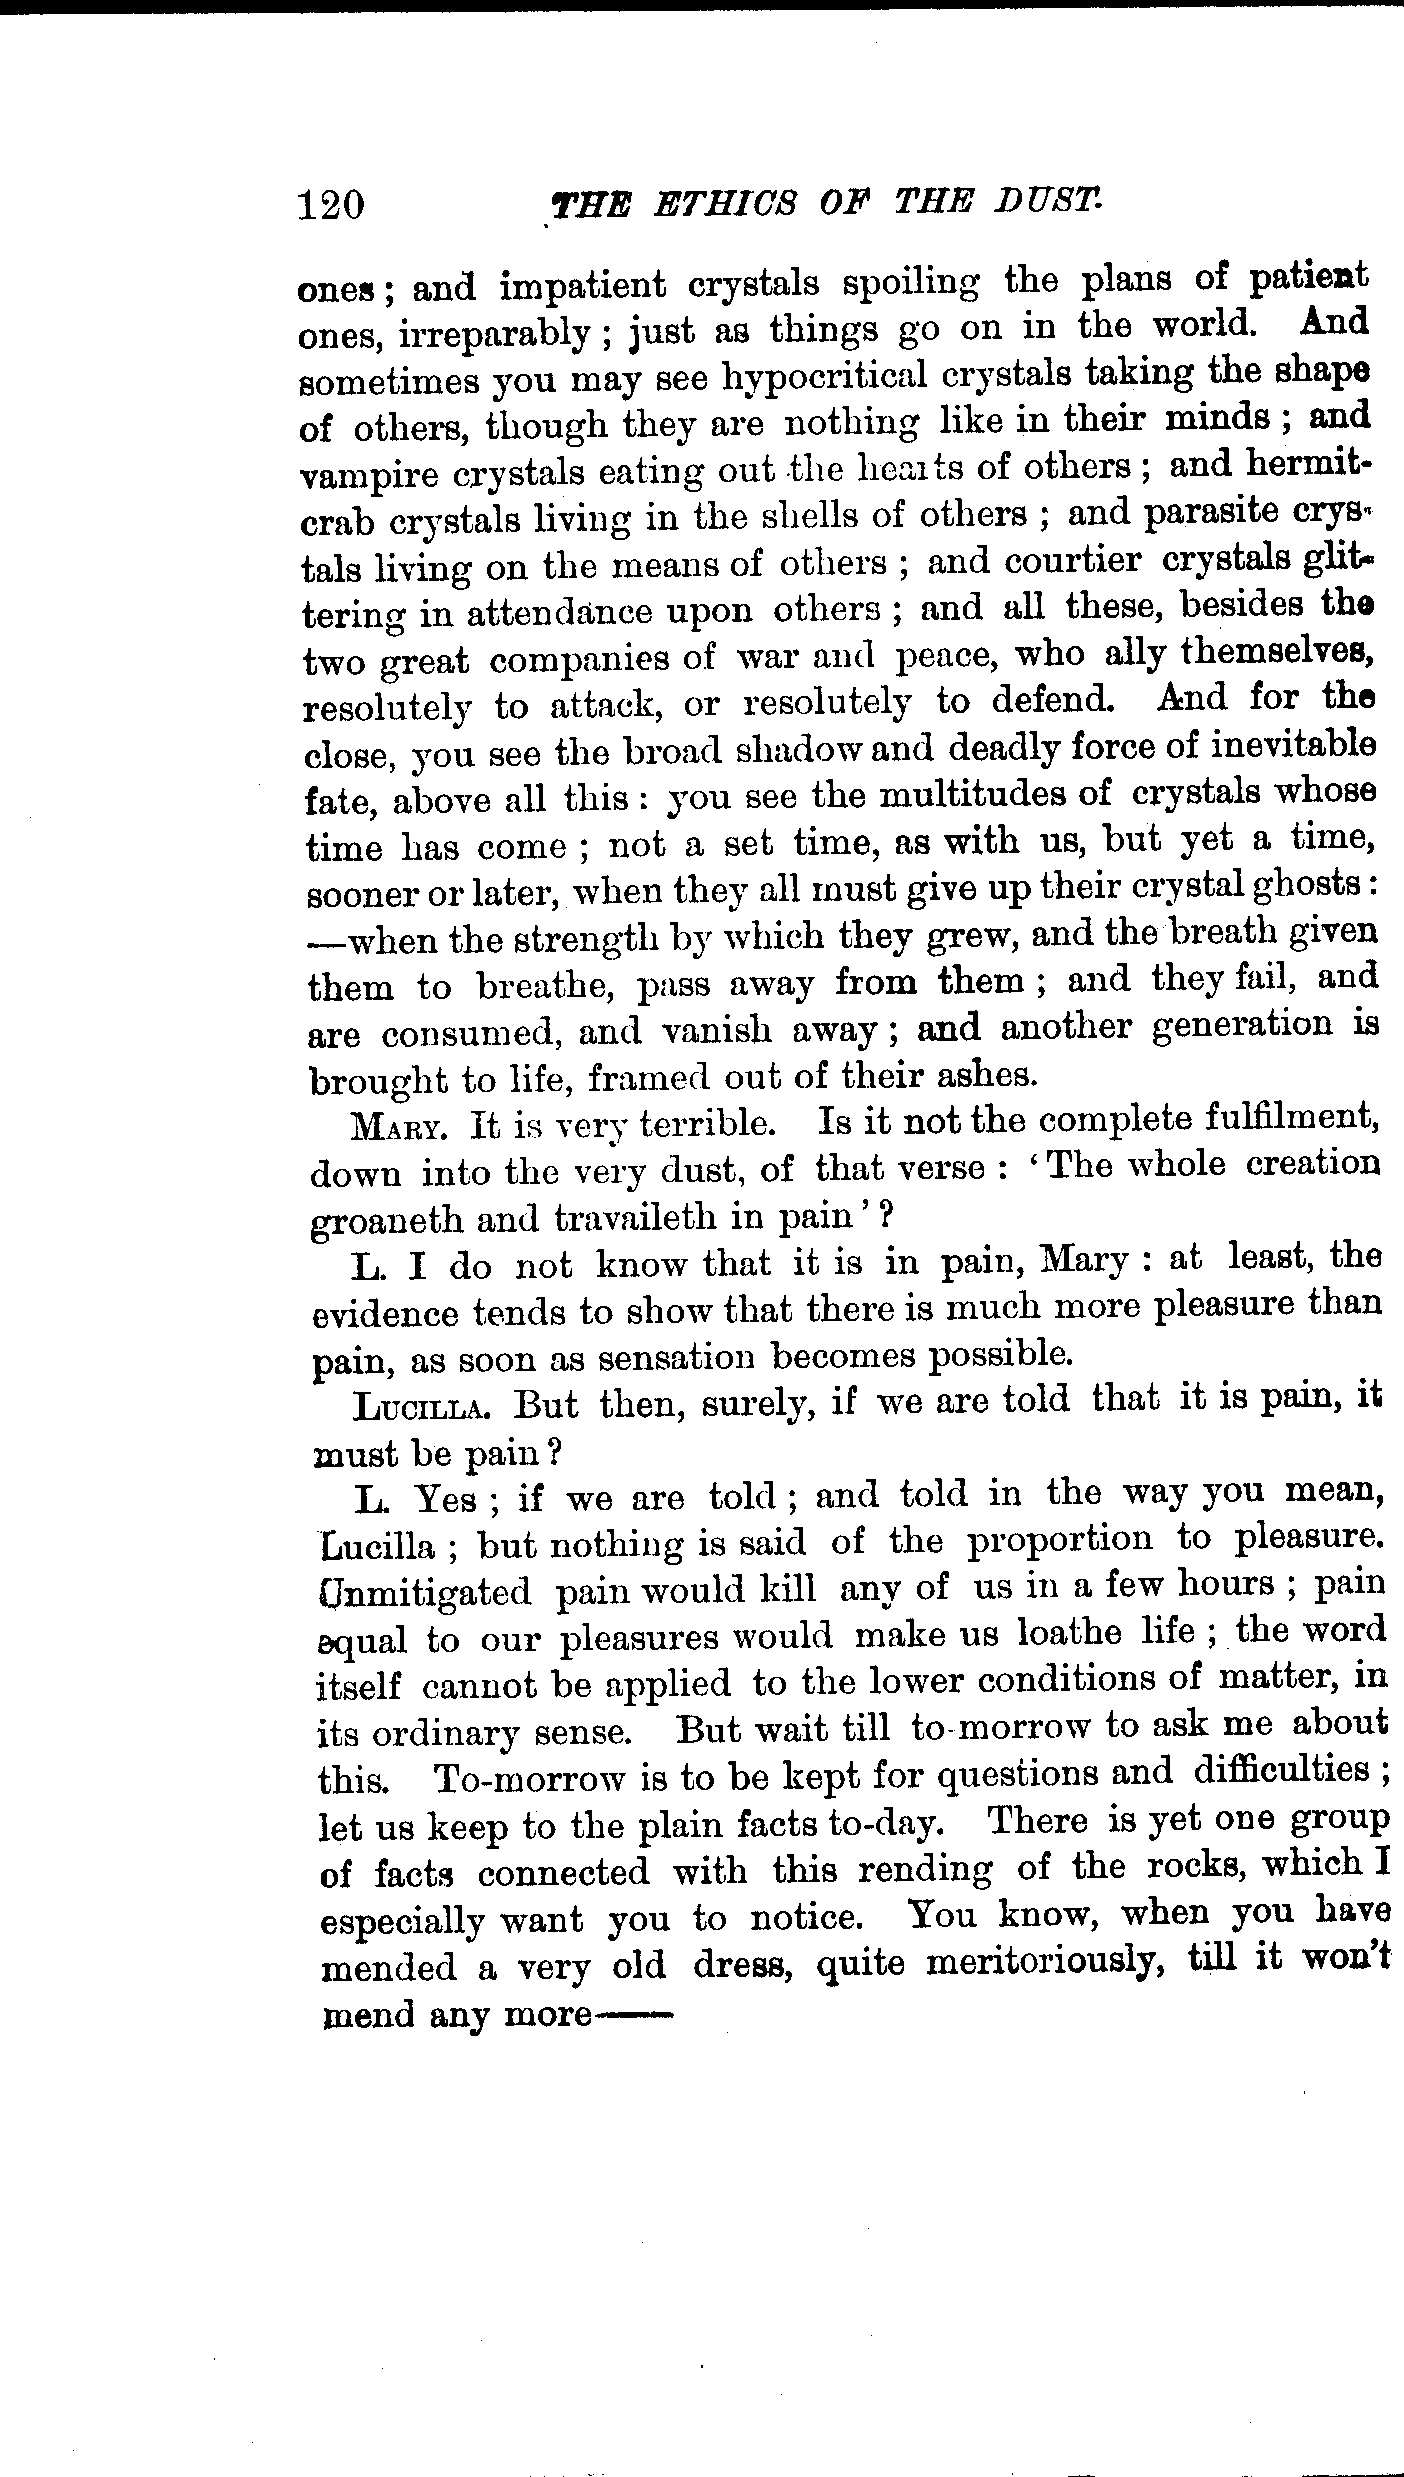 120 THE ETHICS OF THE DUST.
ones; and impatient crystals spoiling the plans of patient
ones, irreparably; just as things go on in the world. And
sometimes you may see hypocritical crystals taking the shape
of others, though they are nothing like in their minds; and
vampire crystals eating out the hearts of others; and hermit-
crab crystals living in the shells of others; and parasite crys-
tals living on the means of others; and courtier crystals glit-
tering in attendance upon others; and all these, besides the
two great companies of war and peace, who ally themselves,
resolutely to attack, or resolutely to defend. And for the
close, you see the broad shadow and deadly force of inevitable
fate, above all this: you see the multitudes of crystals whose
time has come; not a set time, as with us, but yet a time,
sooner or later, when they all must give up their crystal ghosts:
—when the strength by which they grew, and the breath given
them to breathe, pass away from them; and they fail, and
are consumed, and vanish away; and another generation is
brought to life, framed out of their ashes.
MARY. It is very terrible. Is it not the complete fulfilment,
down into the very dust, of that verse: 'The whole creation
groaneth and travaileth in pain'?
L. I do not know that it is in pain, Mary: at least, the
evidence tends to show that there is much more pleasure than
pain, as soon as sensation becomes possible.
LUCILLA. But then, surely, if we are told that it is pain, it
must be pain?
L. Yes; if we are told; and told in the way you mean,
Lucilla; but nothing is said of the proportion to pleasure.
Unmitigated pain would kill any of us in a few hours; pain
equal to our pleasures would make us loathe life; the word
itself cannot be applied to the lower conditions of matter, in
its ordinary sense. But wait till to-morrow to ask me about
this. To-morrow is to be kept for questions and difficulties;
let us keep to the plain facts to-day. There is yet one group
of facts connected with this rending of the rocks, which I
especially want you to notice. You know, when you have
mended a very old dress, quite meritoriously, till it won't
mend any more——